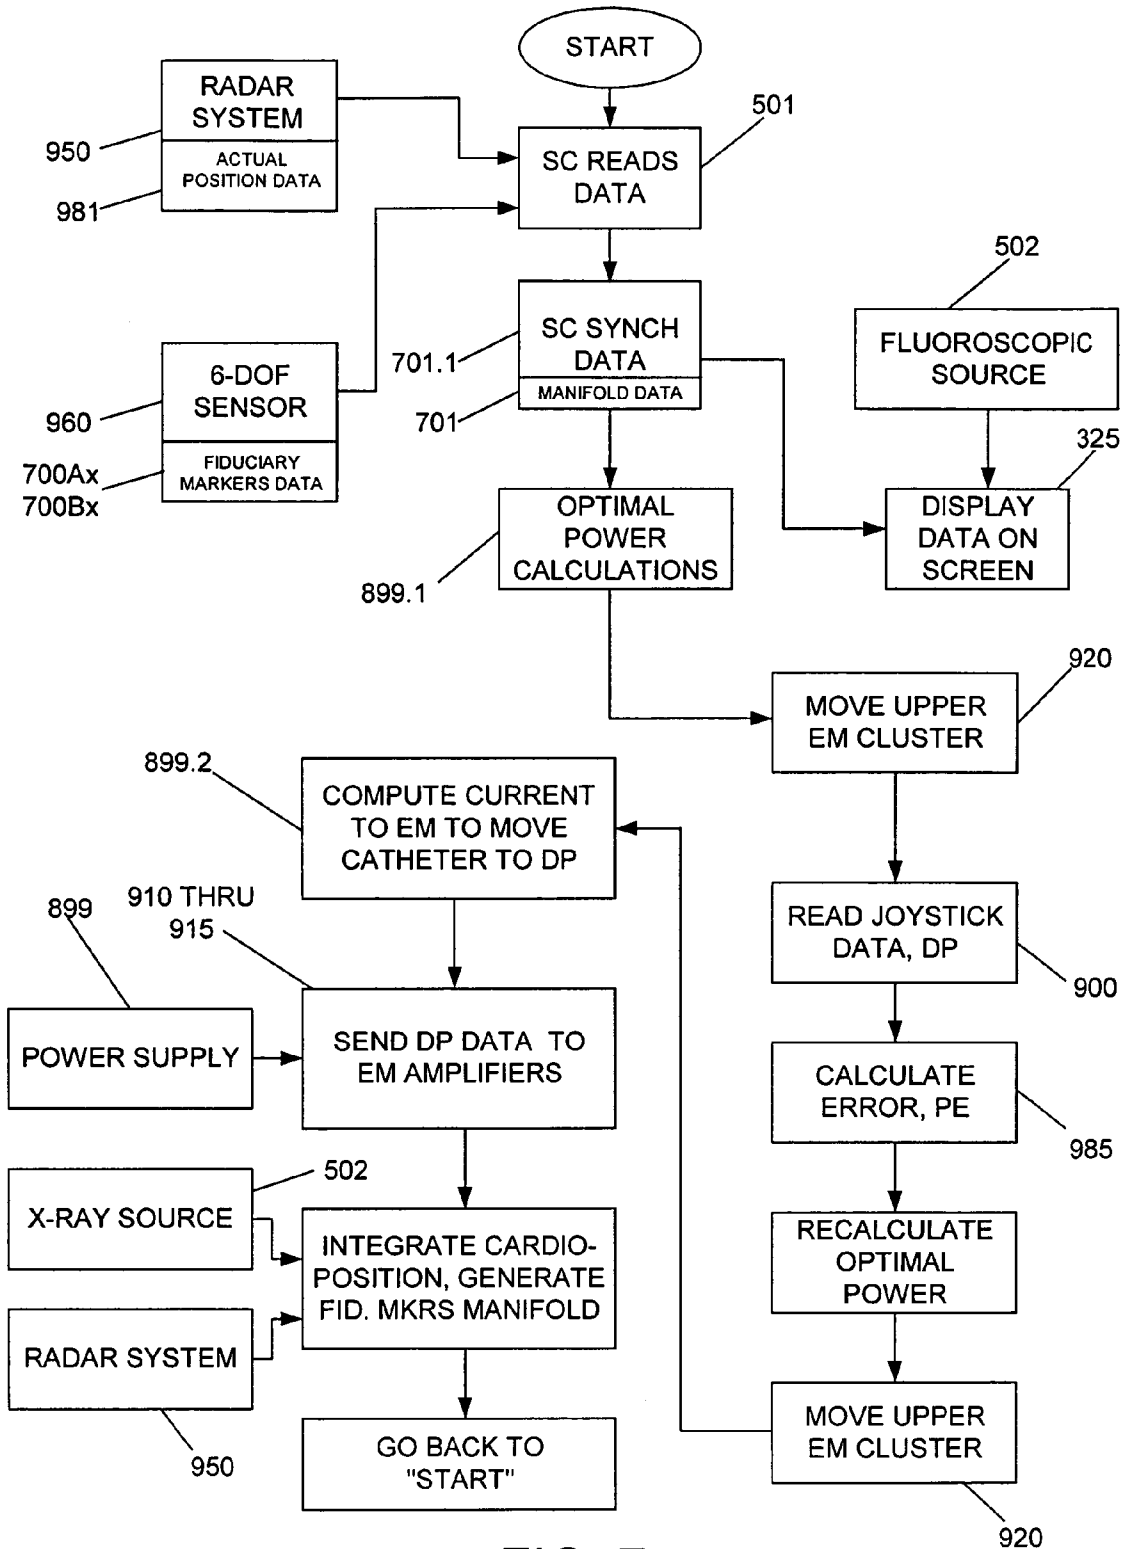 START
RADAR
SYSTEM
950
ACTUAL
POSITION DATA
981
501
SC READS
DATA
502
SC SYNCH
DATA
701.1
MANIFOLD DATA
701
FLUOROSCOPIC
SOURCE
6-DOF
SENSOR
960
FIDUCIARY
MARKERS DATA
700Ax
700Bx
325
OPTIMAL
POWER
CALCULATIONS
899.1
DISPLAY
DATA ON
SCREEN
920
MOVE UPPER
EM CLUSTER
899.2
COMPUTE CURRENT
TO EM TO MOVE
CATHETER TO DP
910 THRU
915
899
READ JOYSTICK
DATA, DP
900
POWER SUPPLY
SEND DP DATA TO
EM AMPLIFIERS
CALCULATE
ERROR, PE
985
502
X-RAY SOURCE
INTEGRATE CARDIO-
POSITION, GENERATE
FID. MKRS MANIFOLD
RECALCULATE
OPTIMAL
POWER
RADAR SYSTEM
950
GO BACK TO
"START"
MOVE UPPER
EM CLUSTER
920